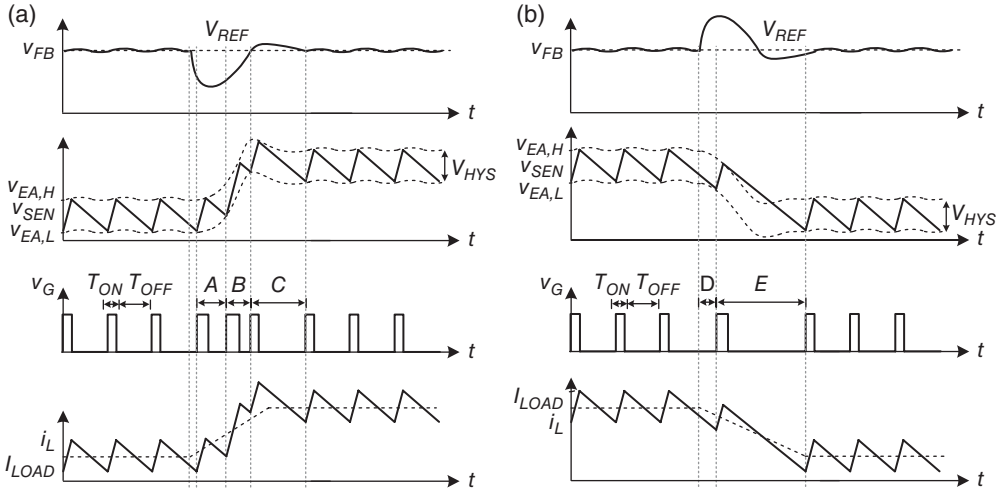 (a)
V_REF
v_FB
t
v_EA,H
v_SEN
v_EA,L
V_HYS
t
v_G
T_ON T_OFF A B C
t
i_L
I_LOAD
t
(b)
V_REF
v_FB
t
v_EA,H
v_SEN
v_EA,L
V_HYS
t
v_G
T_ON T_OFF D E
t
I_LOAD
i_L
t